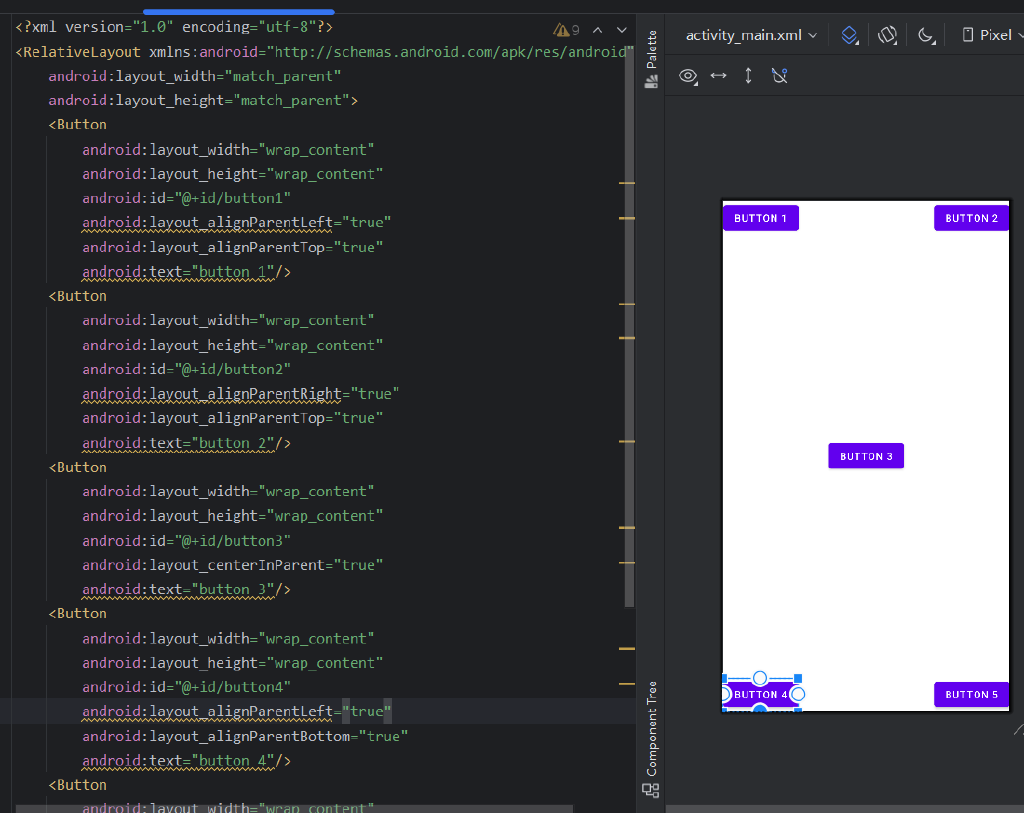 <?xml version="1.0" encoding="utf-8"?>
9
<RelativeLayout xmlns:android="http://schemas.android.com/apk/res/android"
android:layout_width="match_parent"
android:layout_height="match_parent">
<Button
android:layout_width="wrap_content"
android:layout_height="wrap_content"
android:id="@+id/button1"
android:layout_alignParentLeft="true"
android:layout_alignParentTop="true"
android:text="button 1"/>
<Button
android:layout_width="wrap_content"
android:layout_height="wrap_content"
android:id="@+id/button2"
android:layout_alignParentRight="true"
android:layout_alignParentTop="true"
android:text="button 2"/>
<Button
android:layout_width="wrap_content"
android:layout_height="wrap_content"
android:id="@+id/button3"
android:layout_centerInParent="true"
android:text="button 3"/>
<Button
android:layout_width="wrap_content"
android:layout_height="wrap_content"
android:id="@+id/button4"
android:layout_alignParentLeft="true"
android:layout_alignParentBottom="true"
android:text="button 4"/>
<Button
android:layout_width="wrap_content"
Palette
Component Tree
activity_main.xml
Pixel
BUTTON 1
BUTTON 2
BUTTON 3
BUTTON 4
BUTTON 5